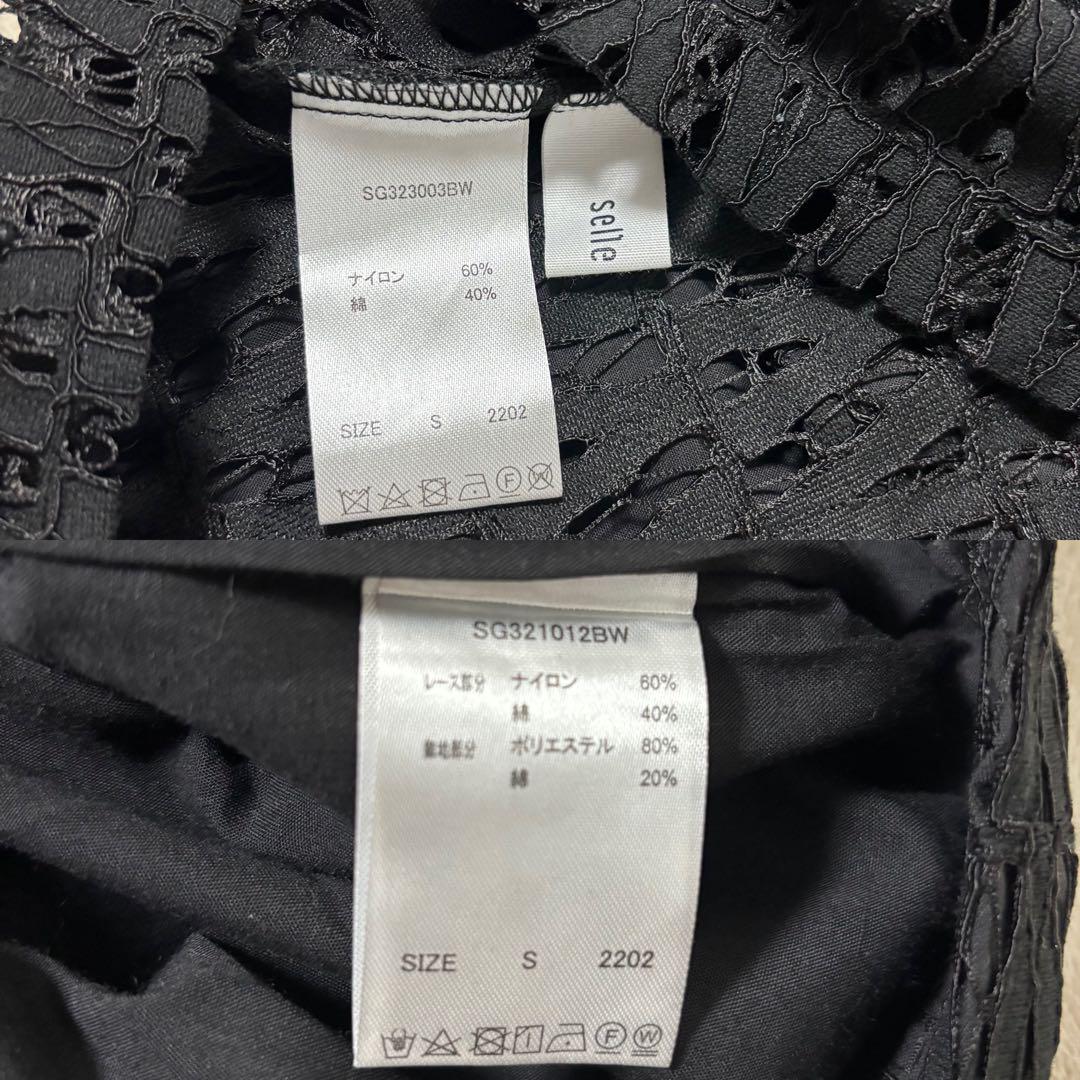 SG323003BW
ナイロン 60%
綿 40%
SIZE S 2202
F W
selle
SG321012BW
レース部分 ナイロン 60%
綿 40%
無地部分 ポリエステル 80%
綿 20%
SIZE S 2202
F W